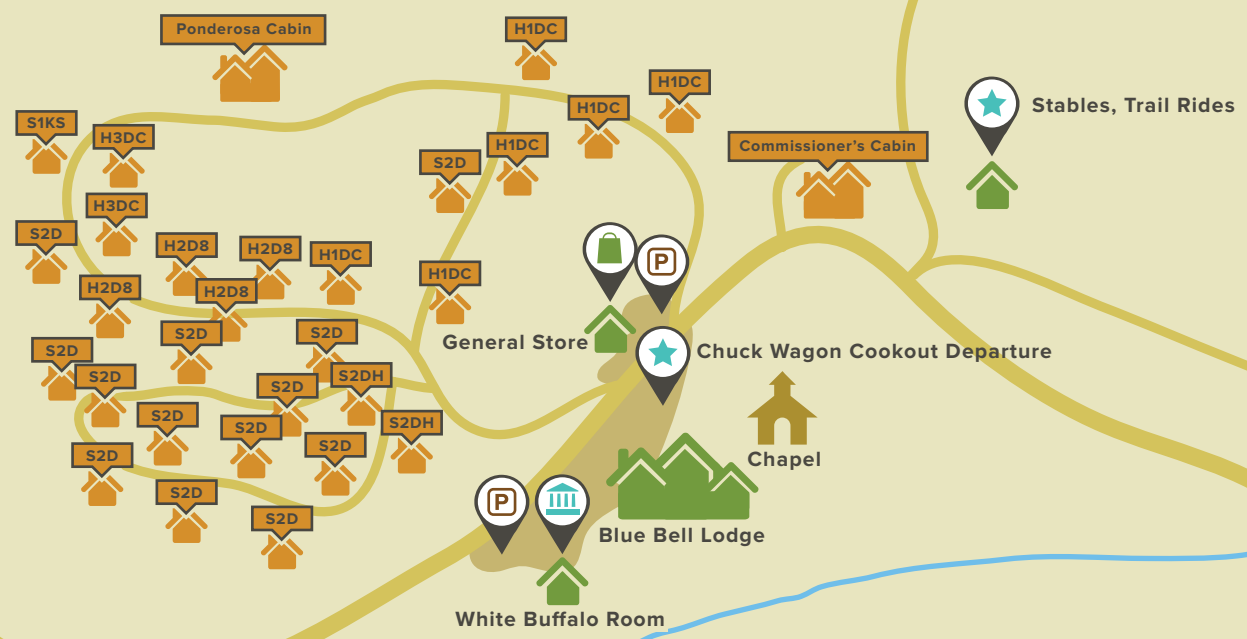 Ponderosa Cabin
H1DC
H1DC
H1DC
Stables, Trail Rides
S1KS
H3DC
H1DC
Commissioner's Cabin
S2D
H3DC
S2D
H2D8
H2D8
H1DC
P
H1DC
H2D8
H2D8
S2D
S2D
General Store
Chuck Wagon Cookout Departure
S2D
S2D
S2D
S2DH
S2D
S2D
S2DH
S2D
S2D
Chapel
S2D
P
S2D
Blue Bell Lodge
White Buffalo Room